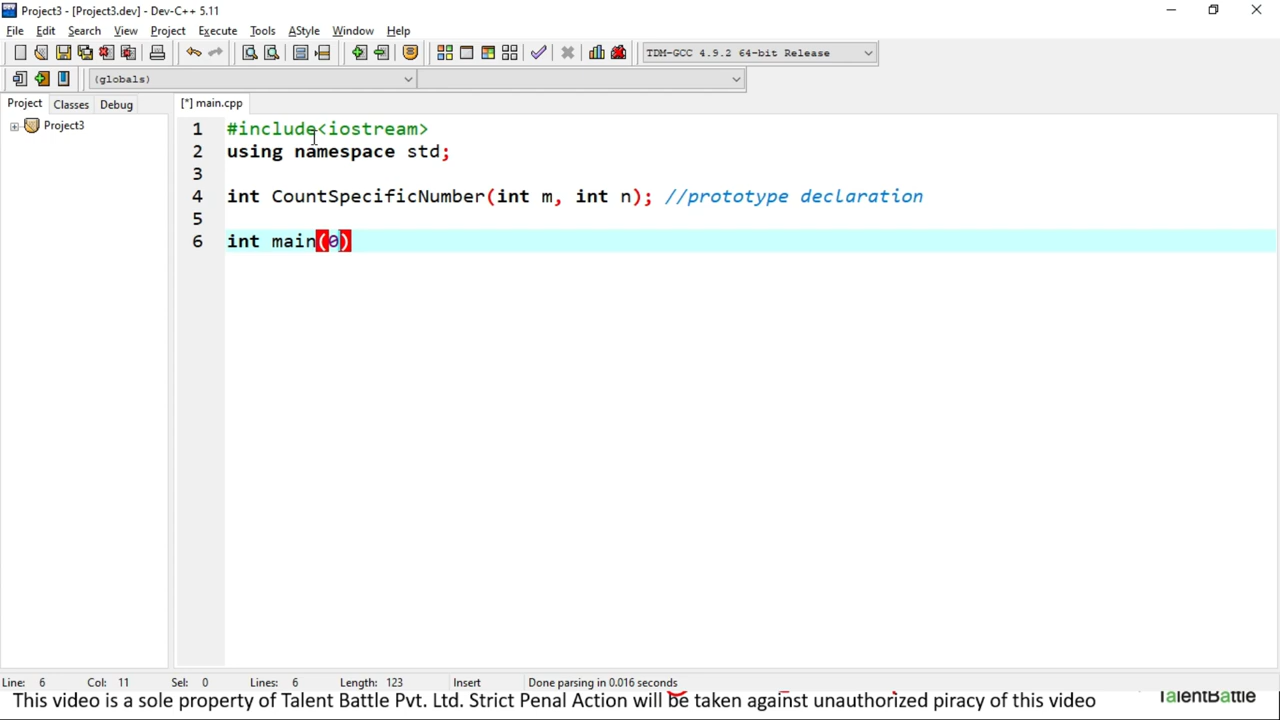 Project3 - [Project3.dev] - Dev-C++ 5.11
File Edit Search View Project Execute Tools AStyle Window Help
TDM-GCC 4.9.2 64-bit Release
(globals)
Project Classes Debug
[*] main.cpp
Project3
1 #include<iostream>
2 using namespace std;
3
4 int CountSpecificNumber(int m, int n); //prototype declaration
5
6 int main(0)
Line: 6 Col: 11 Sel: 0 Lines: 6 Length: 123 Insert Done parsing in 0.016 seconds
This video is a sole property of Talent Battle Pvt. Ltd. Strict Penal Action will be taken against unauthorized piracy of this video
TalentBattle